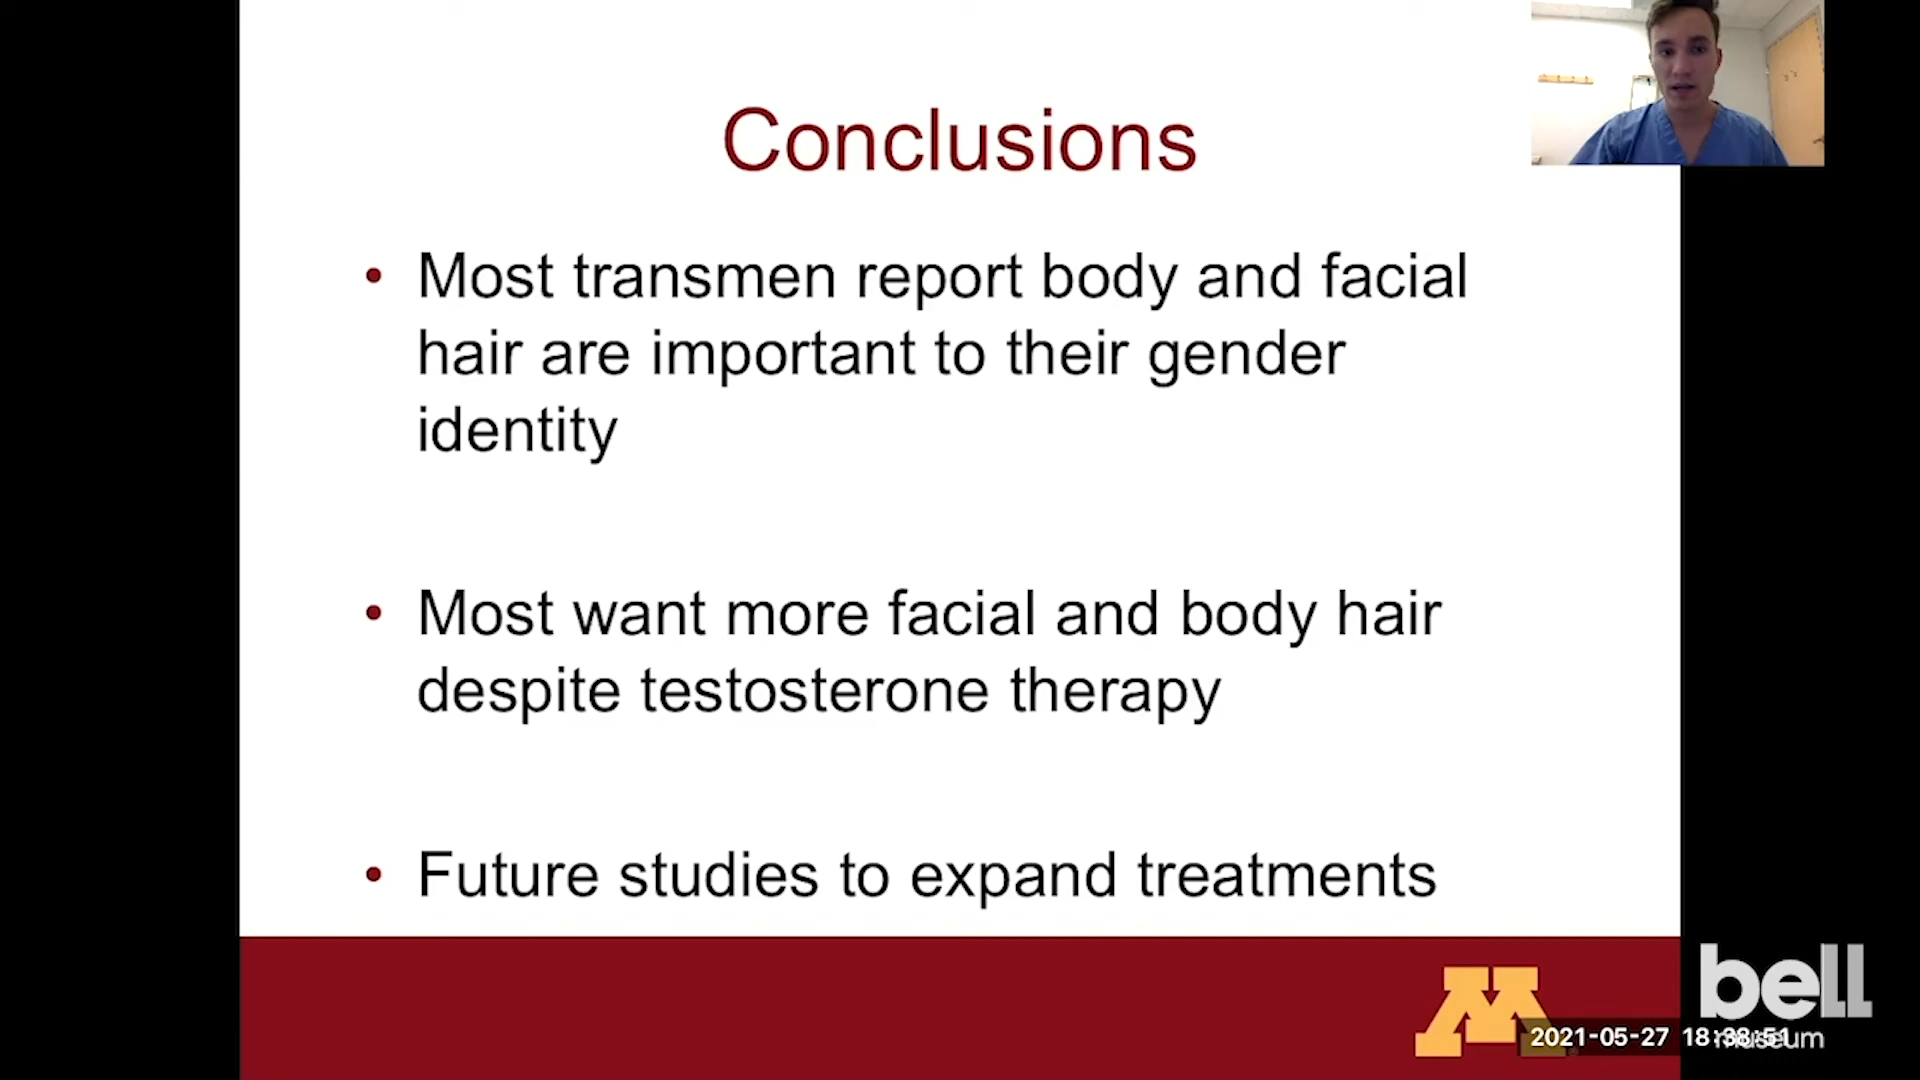 Conclusions
• Most transmen report body and facial
hair are important to their gender
identity
• Most want more facial and body hair
despite testosterone therapy
• Future studies to expand treatments
M
bell
museum
2021-05-27 18:38:51